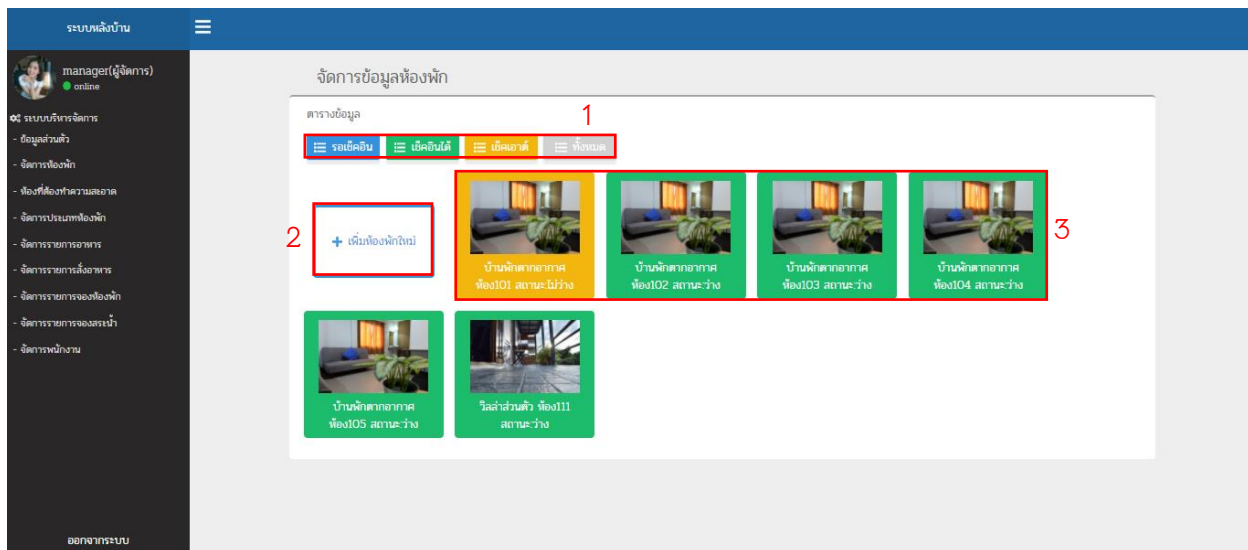 ระบบหลังบ้าน
manager(ผู้จัดการ)
online
ระบบบริหารจัดการ
- ข้อมูลส่วนตัว
- จัดการห้องพัก
- ห้องที่ต้องทำความสะอาด
- จัดการประเภทห้องพัก
- จัดการรายการอาหาร
- จัดการรายการสั่งอาหาร
- จัดการรายการจองห้องพัก
- จัดการรายการจองสระน้ำ
- จัดการพนักงาน
ออกจากระบบ
จัดการข้อมูลห้องพัก
ตารางข้อมูล
1
รอเช็คอิน เช็คอินได้ เช็คเอาต์ ทั้งหมด
2
+ เพิ่มห้องพักใหม่
บ้านพักตากอากาศ
ห้อง101 สถานะ:ไม่ว่าง
บ้านพักตากอากาศ
ห้อง102 สถานะ:ว่าง
บ้านพักตากอากาศ
ห้อง103 สถานะ:ว่าง
บ้านพักตากอากาศ
ห้อง104 สถานะ:ว่าง
3
บ้านพักตากอากาศ
ห้อง105 สถานะ:ว่าง
วิลล่าส่วนตัว ห้อง111
สถานะ:ว่าง